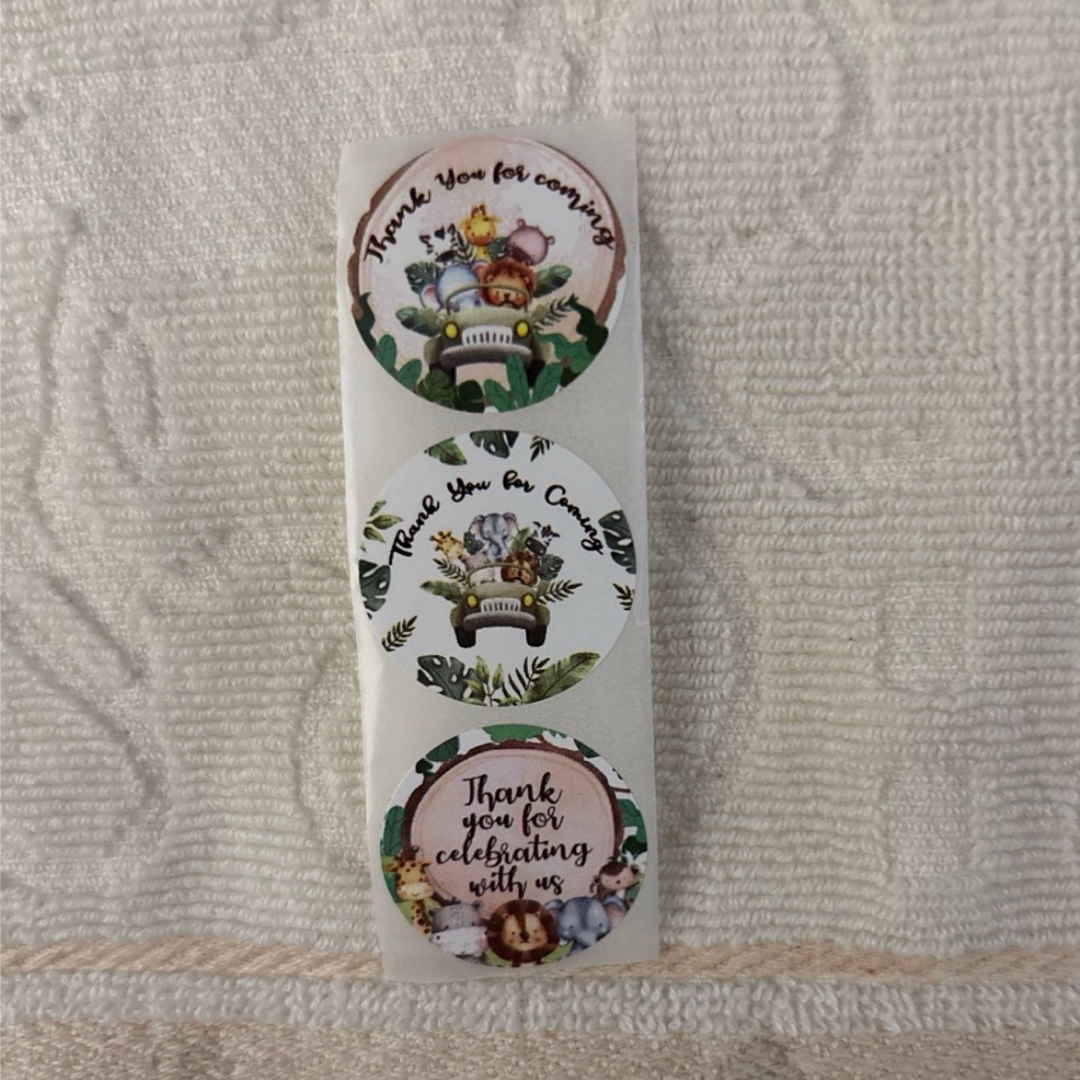 Thank You for coming
Thank You for Coming
Thank
you for
celebrating
with us